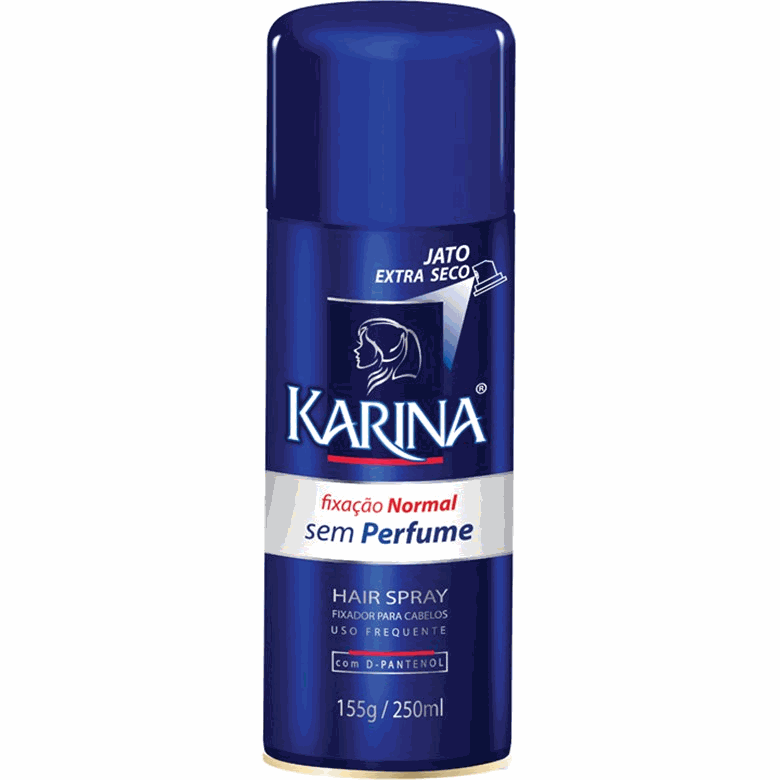 JATO
EXTRA SECO
KARINA®
fixação Normal
sem Perfume
HAIR SPRAY
FIXADOR PARA CABELOS
USO FREQUENTE
com D-PANTENOL
155g / 250ml